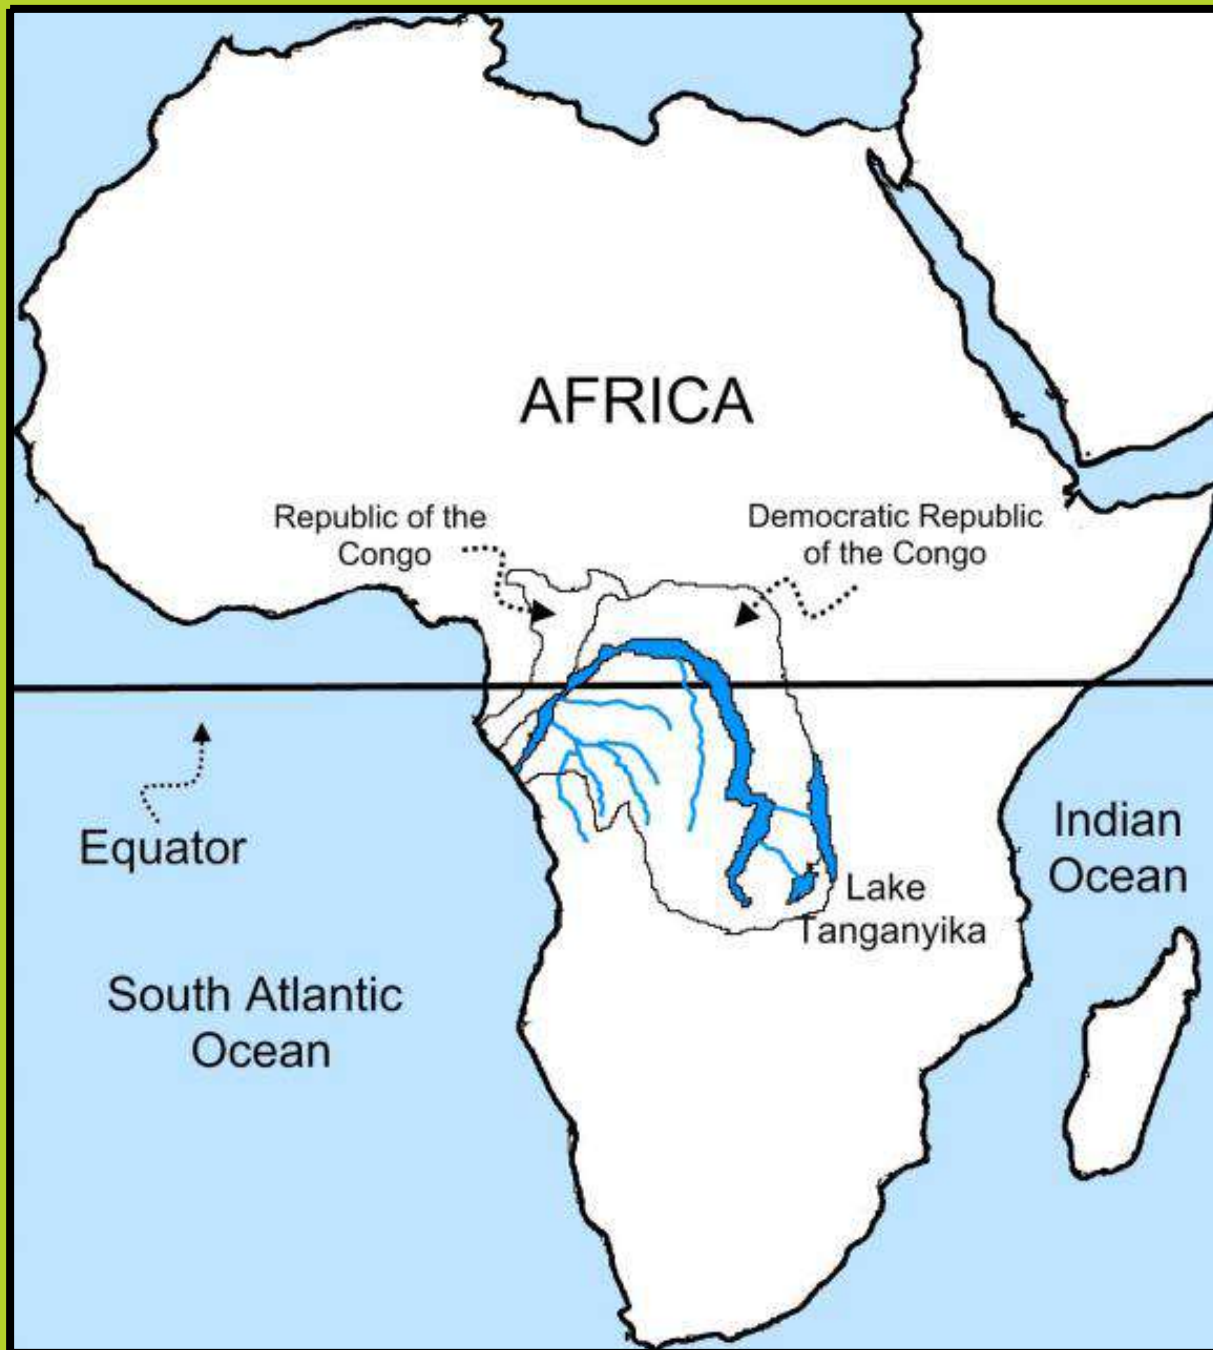 AFRICA
Republic of the
Congo
Democratic Republic
of the Congo
Equator
Indian
Ocean
Lake
Tanganyika
South Atlantic
Ocean